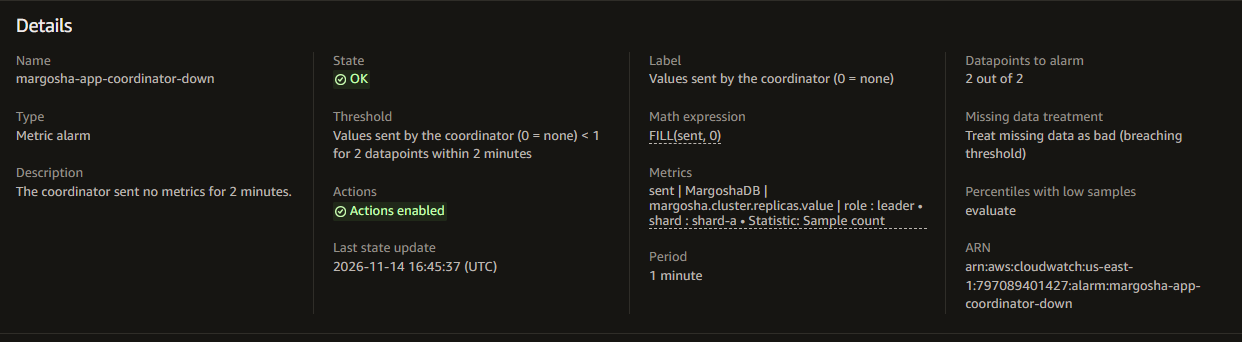 Details
Name
margosha-app-coordinator-down
Type
Metric alarm
Description
The coordinator sent no metrics for 2 minutes.
State
OK
Threshold
Values sent by the coordinator (0 = none) < 1
for 2 datapoints within 2 minutes
Actions
Actions enabled
Last state update
2026-11-14 16:45:37 (UTC)
Label
Values sent by the coordinator (0 = none)
Math expression
FILL(sent, 0)
Metrics
sent | MargoshaDB |
margosha.cluster.replicas.value | role : leader •
shard : shard-a • Statistic: Sample count
Period
1 minute
Datapoints to alarm
2 out of 2
Missing data treatment
Treat missing data as bad (breaching
threshold)
Percentiles with low samples
evaluate
ARN
arn:aws:cloudwatch:us-east-
1:797089401427:alarm:margosha-app-
coordinator-down